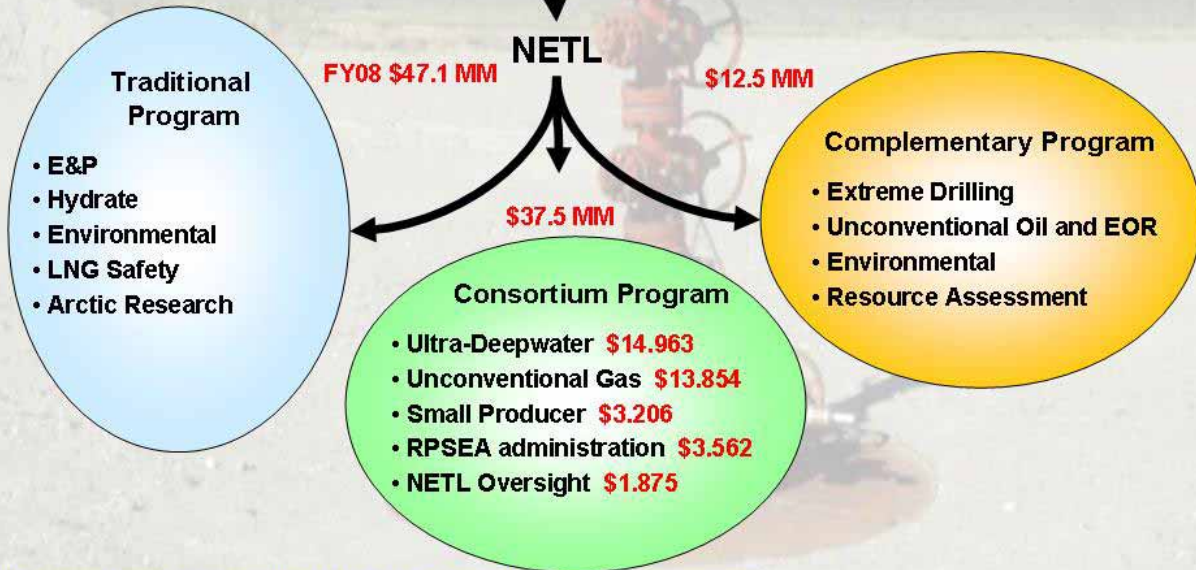 NETL
FY08 $47.1 MM
$12.5 MM
$37.5 MM
Traditional
Program
• E&P
• Hydrate
• Environmental
• LNG Safety
• Arctic Research
Consortium Program
• Ultra-Deepwater $14.963
• Unconventional Gas $13.854
• Small Producer $3.206
• RPSEA administration $3.562
• NETL Oversight $1.875
Complementary Program
• Extreme Drilling
• Unconventional Oil and EOR
• Environmental
• Resource Assessment